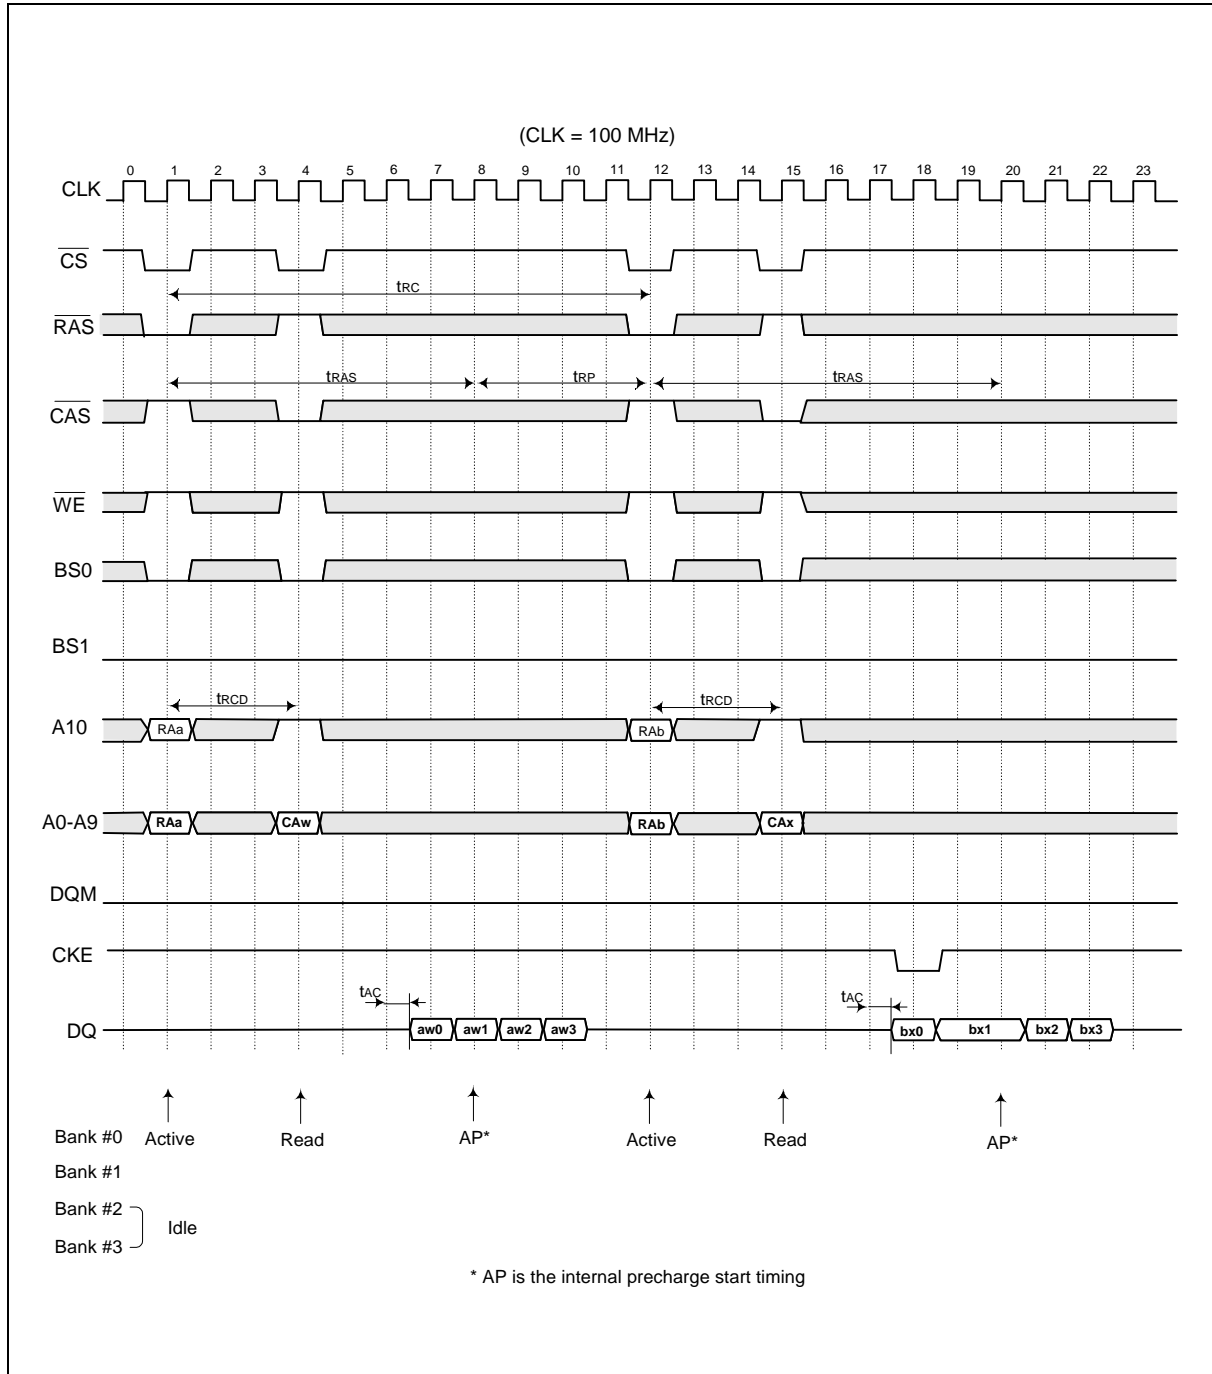 (CLK = 100 MHz)
0 1 2 3 4 5 6 7 8 9 10 11 12 13 14 15 16 17 18 19 20 21 22 23
CLK
CS
tRC
RAS
tRAS tRP tRAS
CAS
WE
BS0
BS1
tRCD tRCD
A10 RAa RAb
A0-A9 RAa CAw RAb CAx
DQM
CKE
tAC tAC
DQ aw0 aw1 aw2 aw3 bx0 bx1 bx2 bx3
Bank #0 Active Read AP* Active Read AP*
Bank #1
Bank #2
Idle
Bank #3
* AP is the internal precharge start timing